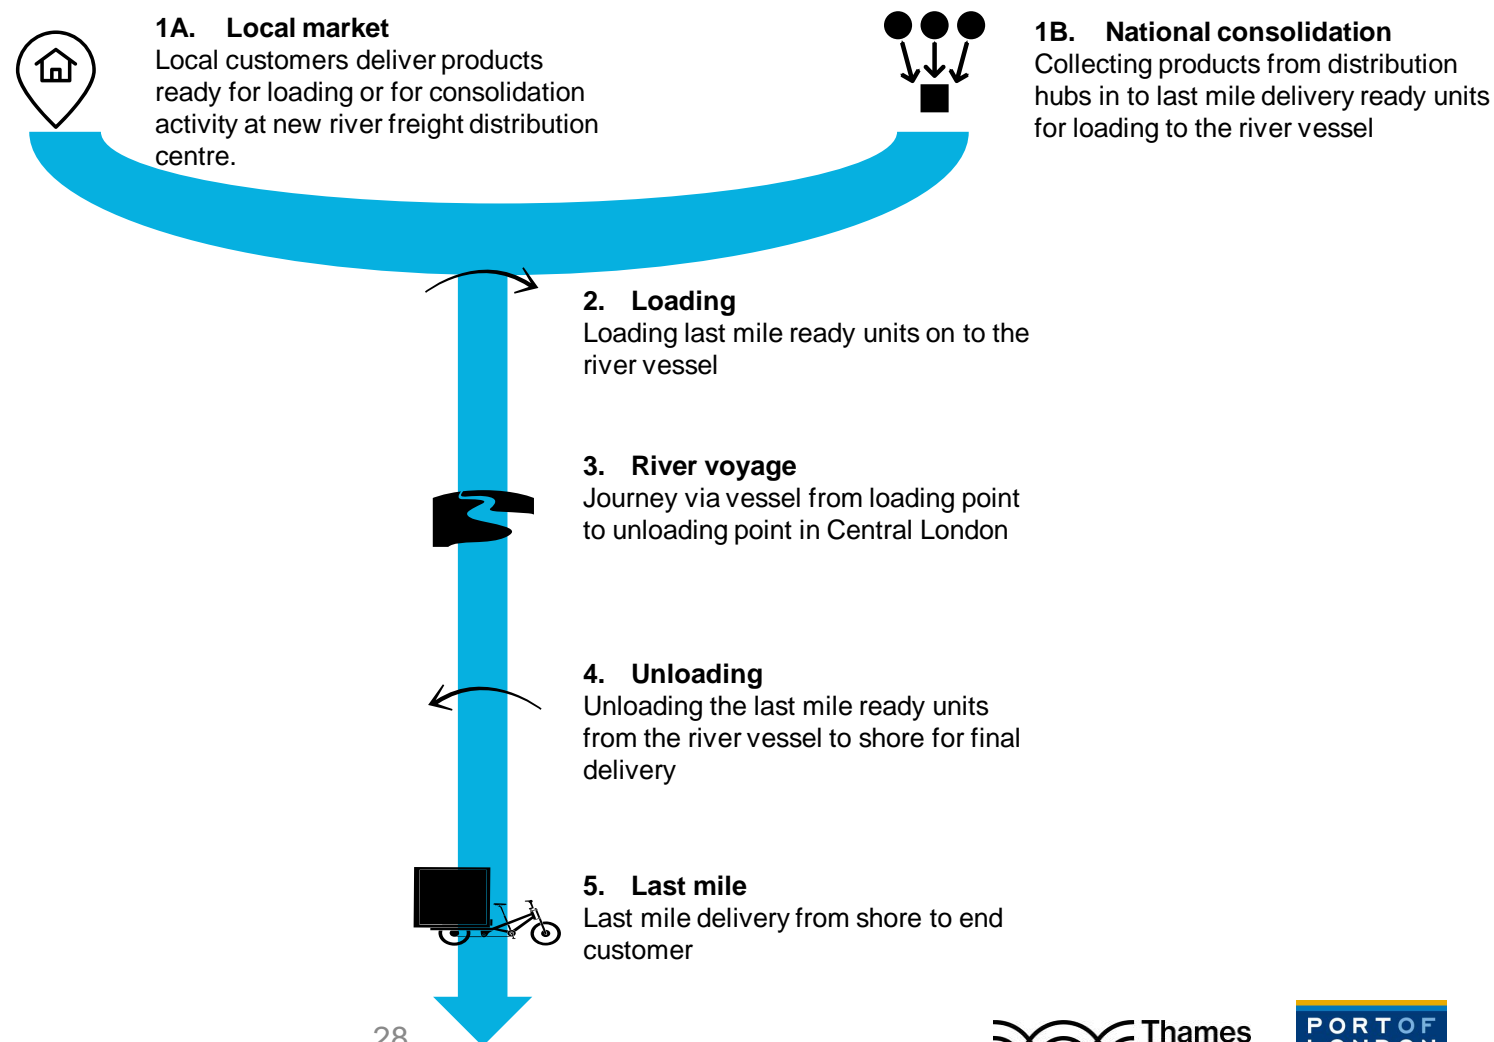 1A. Local market
Local customers deliver products
ready for loading or for consolidation
activity at new river freight distribution
centre.
1B. National consolidation
Collecting products from distribution
hubs in to last mile delivery ready units
for loading to the river vessel
2. Loading
Loading last mile ready units on to the
river vessel
3. River voyage
Journey via vessel from loading point
to unloading point in Central London
4. Unloading
Unloading the last mile ready units
from the river vessel to shore for final
delivery
5. Last mile
Last mile delivery from shore to end
customer
28
Thames
PORT OF
LONDON